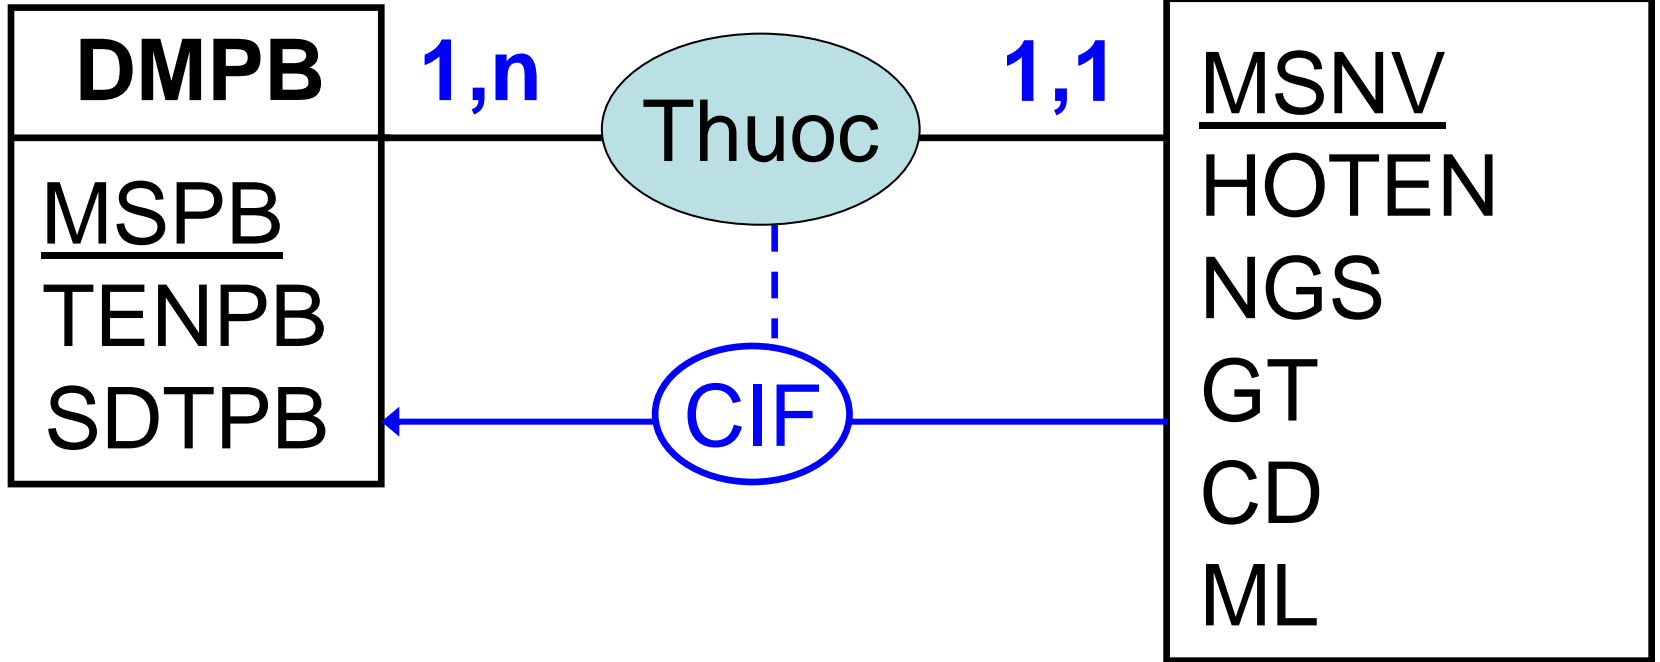 DMPB
MSPB
TENPB
SDTPB
1,n
Thuoc
1,1
CIF
MSNV
HOTEN
NGS
GT
CD
ML